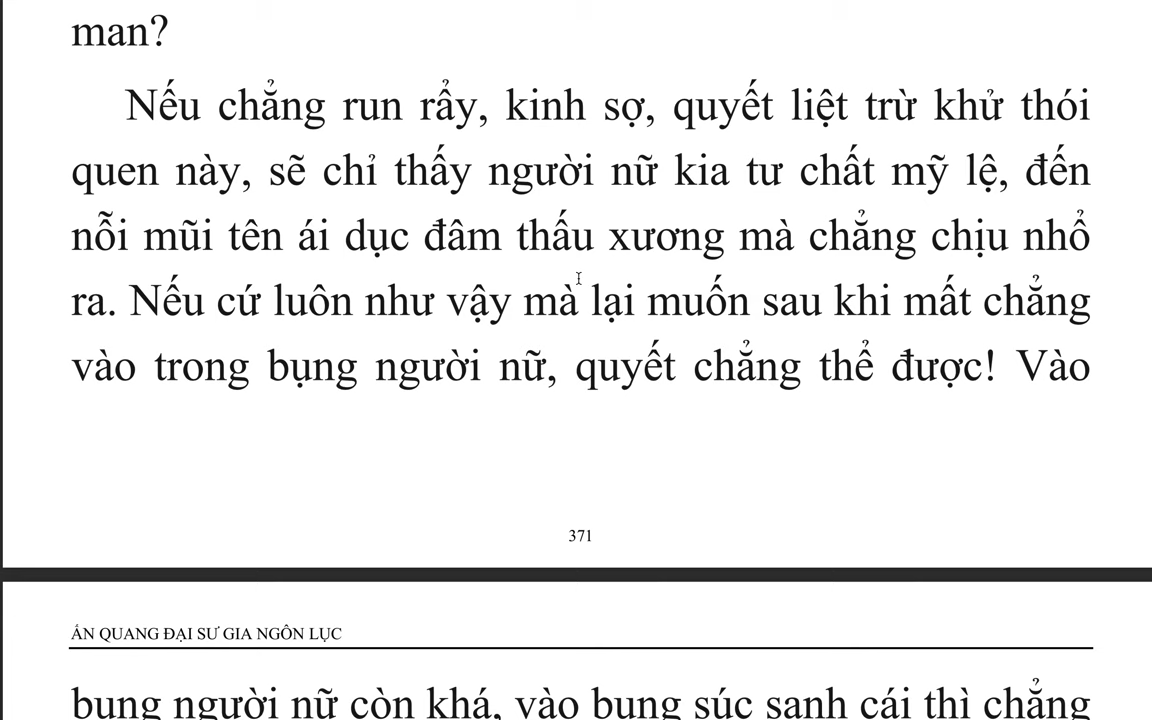 man?
Nếu chẳng run rẩy, kinh sợ, quyết liệt trừ khử thói
quen này, sẽ chỉ thấy người nữ kia tư chất mỹ lệ, đến
nỗi mũi tên ái dục đâm thấu xương mà chẳng chịu nhổ
ra. Nếu cứ luôn như vậy mà lại muốn sau khi mất chẳng
vào trong bụng người nữ, quyết chẳng thể được! Vào
371
ẤN QUANG ĐẠI SƯ GIA NGÔN LỤC
bụng người nữ còn khá, vào bụng súc sanh cái thì chẳng